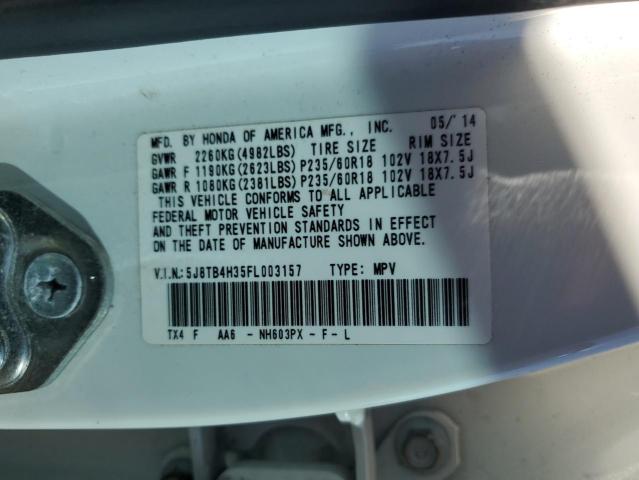 MFD. BY HONDA OF AMERICA MFG., INC. 05/'14
GVWR 2260KG(4982LBS) TIRE SIZE RIM SIZE
GAWR F 1190KG(2623LBS) P235/60R18 102V 18X7.5J
GAWR R 1080KG(2381LBS) P235/60R18 102V 18X7.5J
THIS VEHICLE CONFORMS TO ALL APPLICABLE
FEDERAL MOTOR VEHICLE SAFETY
AND THEFT PREVENTION STANDARDS IN EFFECT
ON THE DATE OF MANUFACTURE SHOWN ABOVE.
V.I.N.:5J8TB4H35FL003157 TYPE: MPV
TX4 F AA6 - NH603PX - F - L